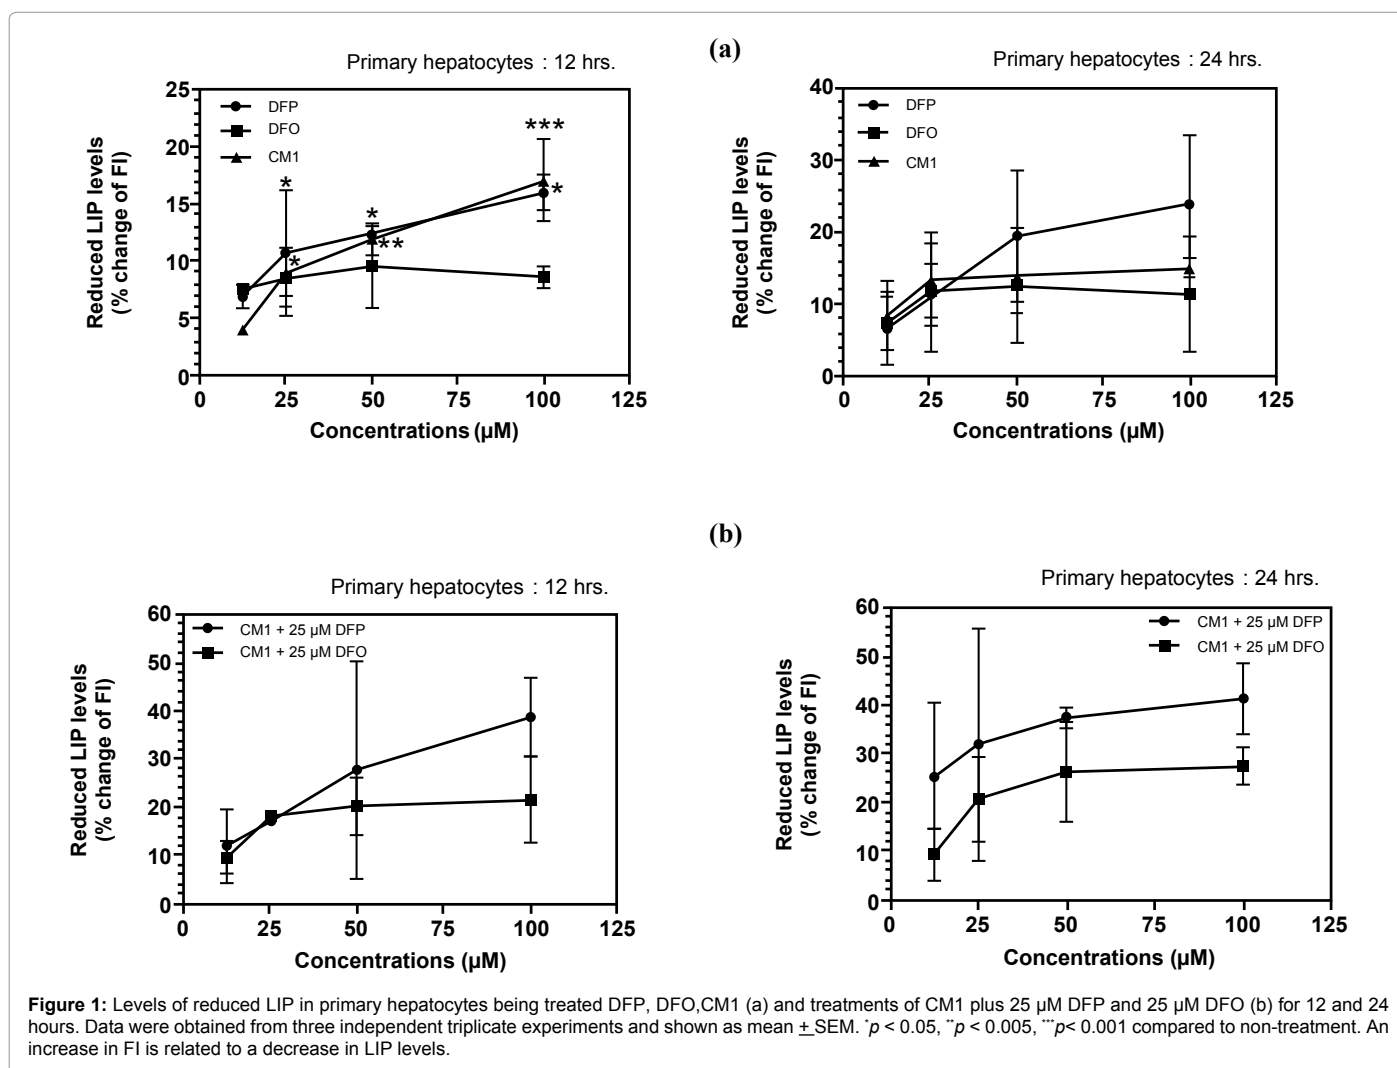 (a)
Primary hepatocytes : 12 hrs.
Reduced LIP levels
(% change of FI)
25
20
15
10
5
0
DFP
DFO
CM1
*
*
*
**
***
*
0 25 50 75 100 125
Concentrations (µM)
Primary hepatocytes : 24 hrs.
Reduced LIP levels
(% change of FI)
40
30
20
10
0
DFP
DFO
CM1
0 25 50 75 100 125
Concentrations (µM)
(b)
Primary hepatocytes : 12 hrs.
Reduced LIP levels
(% change of FI)
60
50
40
30
20
10
0
CM1 + 25 µM DFP
CM1 + 25 µM DFO
0 25 50 75 100 125
Concentrations (µM)
Primary hepatocytes : 24 hrs.
Reduced LIP levels
(% change of FI)
60
50
40
30
20
10
0
CM1 + 25 µM DFP
CM1 + 25 µM DFO
0 25 50 75 100 125
Concentrations (µM)
Figure 1: Levels of reduced LIP in primary hepatocytes being treated DFP, DFO,CM1 (a) and treatments of CM1 plus 25 µM DFP and 25 µM DFO (b) for 12 and 24
hours. Data were obtained from three independent triplicate experiments and shown as mean ± SEM. *p < 0.05, **p < 0.005, ***p< 0.001 compared to non-treatment. An
increase in FI is related to a decrease in LIP levels.